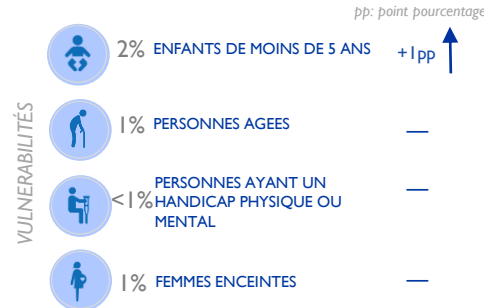 pp: point pourcentage
VULNERABILITÉS
2% ENFANTS DE MOINS DE 5 ANS +1pp
1% PERSONNES AGEES —
<1% PERSONNES AYANT UN
HANDICAP PHYSIQUE OU
MENTAL —
1% FEMMES ENCEINTES —